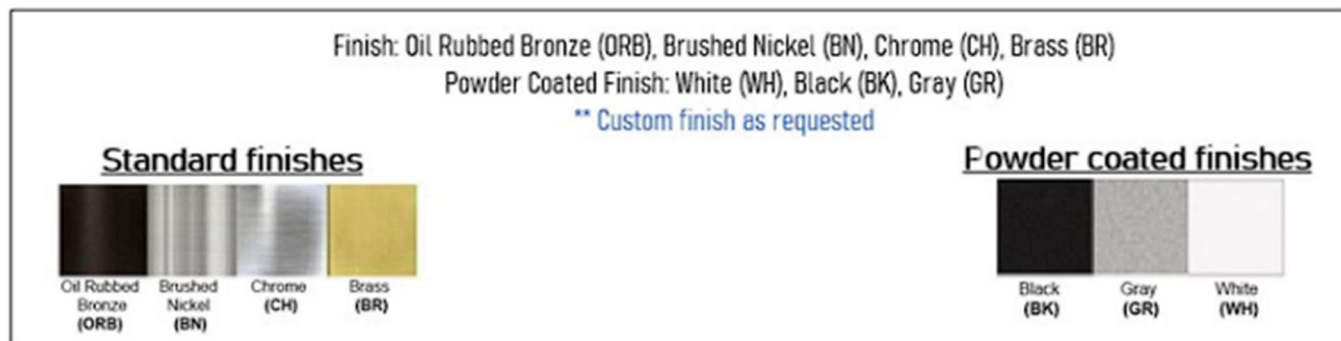 Finish: Oil Rubbed Bronze (ORB), Brushed Nickel (BN), Chrome (CH), Brass (BR)
Powder Coated Finish: White (WH), Black (BK), Gray (GR)
** Custom finish as requested
Standard finishes
Oil Rubbed
Bronze
(ORB)
Brushed
Nickel
(BN)
Chrome
(CH)
Brass
(BR)
Powder coated finishes
Black
(BK)
Gray
(GR)
White
(WH)